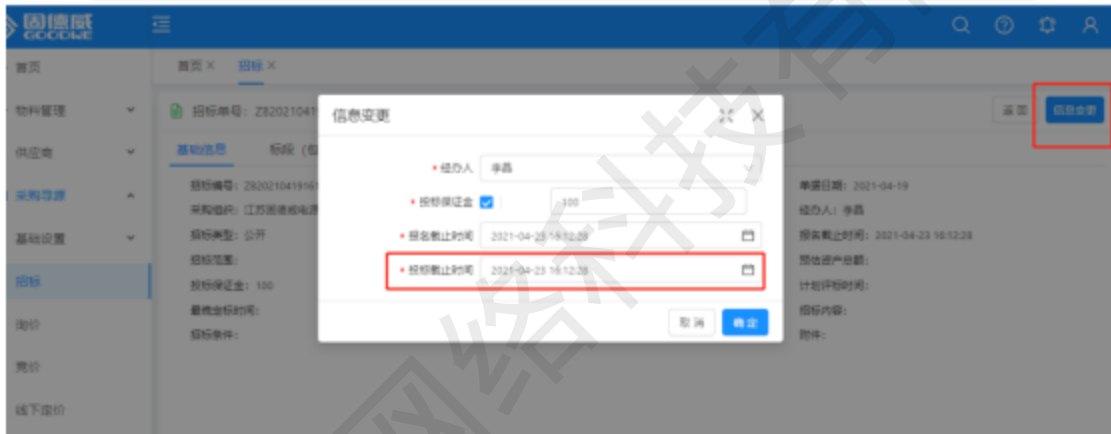 固德威
GOODWE
首页
首页 × 招标 ×
物料管理
招标单号：ZB2021041
返回
信息变更
信息变更
供应商
基础信息
标段（包
经办人 李磊
采购寻源
招标编号：ZB20210419161
单据日期：2021-04-19
投标保证金 100
采购组织：江苏固德威电源
经办人：李磊
基础设置
招标类型：公开
报名截止时间 2021-04-23 16:12:28
报名截止时间：2021-04-23 16:12:28
招标范围：
预估资产总额：
招标
投标截止时间 2021-04-23 16:12:28
投标保证金：100
计划评标时间：
询价
最晚定标时间：
招标内容：
取消 确定
招标条件：
附件：
竞价
线下定价
网络科技有